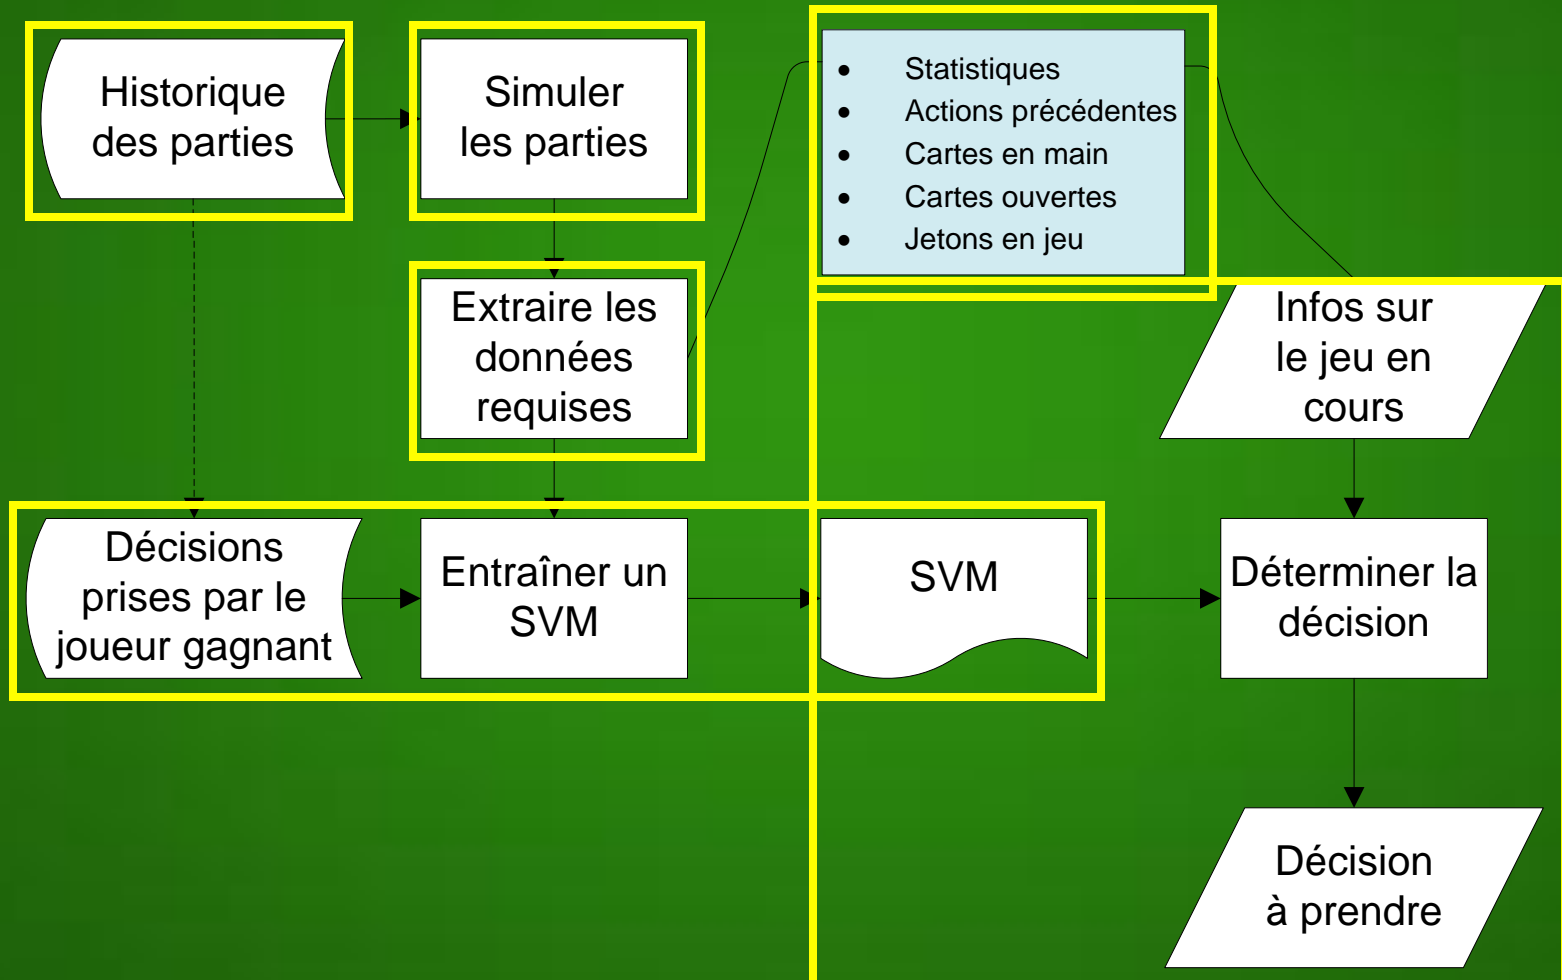 Historique
des parties
Simuler
les parties
• Statistiques
• Actions précédentes
• Cartes en main
• Cartes ouvertes
• Jetons en jeu
Extraire les
données
requises
Infos sur
le jeu en
cours
Décisions
prises par le
joueur gagnant
Entraîner un
SVM
SVM
Déterminer la
décision
Décision
à prendre